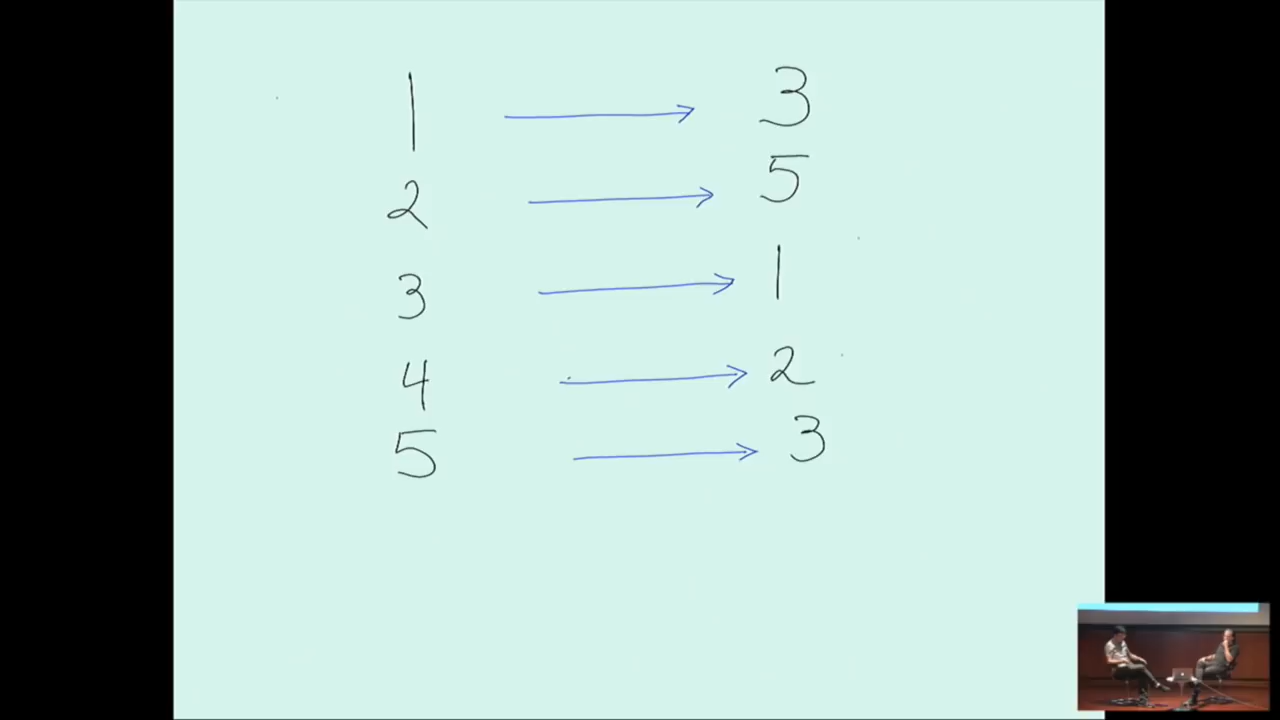 1 → 3
2 → 5
3 → 1
4 → 2
5 → 3